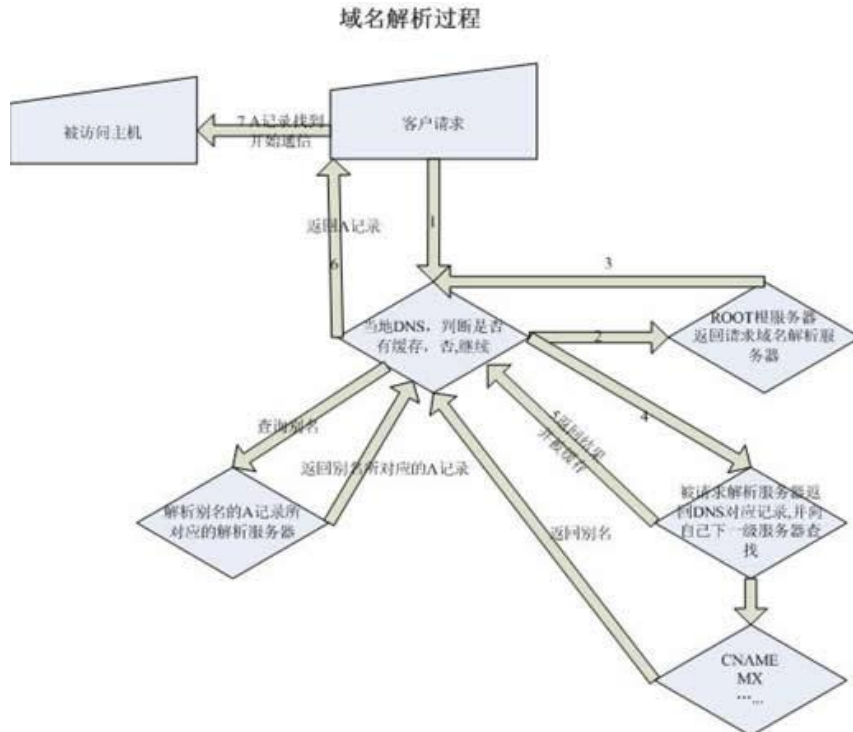 域名解析过程
被访问主机
7 A记录找到
开始通信
客户请求
返回A记录
1
6
3
当地DNS，判断是否
有缓存，否,继续
2
ROOT根服务器
返回请求域名解析服
务器
4
查询别名
5返回结果
并被缓存
返回别名所对应的A记录
解析别名的A记录所
对应的解析服务器
被请求解析服务器返
回DNS对应记录,并向
自己下一级服务器查
找
返回别名
CNAME
MX
......